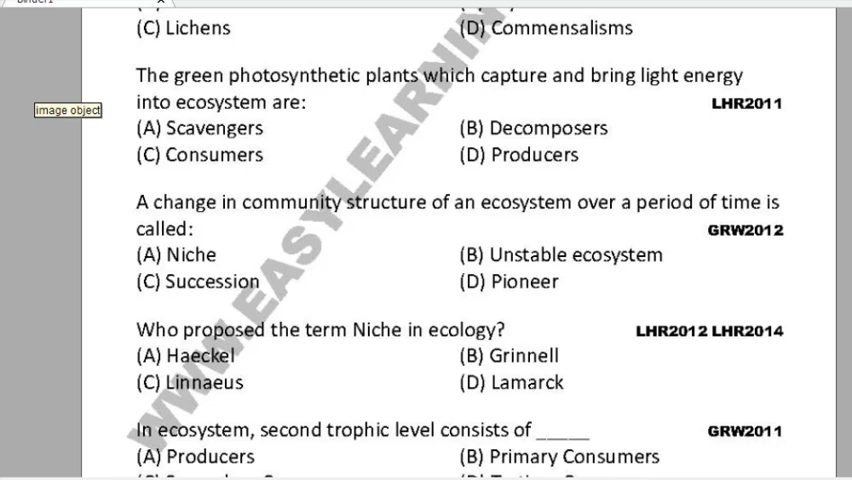 (C) Lichens (D) Commensalisms
The green photosynthetic plants which capture and bring light energy
into ecosystem are: LHR2011
image object
(A) Scavengers (B) Decomposers
(C) Consumers (D) Producers
A change in community structure of an ecosystem over a period of time is
called: GRW2012
(A) Niche (B) Unstable ecosystem
(C) Succession (D) Pioneer
Who proposed the term Niche in ecology? LHR2012 LHR2014
(A) Haeckel (B) Grinnell
(C) Linnaeus (D) Lamarck
In ecosystem, second trophic level consists of _____ GRW2011
(A) Producers (B) Primary Consumers
WWW.EASYLEARNIN